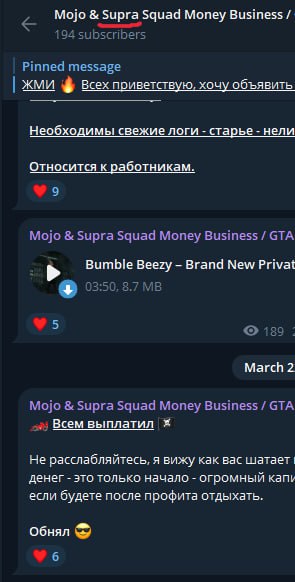 Mojo & Supra Squad Money Business /
194 subscribers
Pinned message
ЖМИ 🔥 Всех приветствую, хочу объявить
Необходимы свежие логи - старье - нели
Относится к работникам.
❤️ 9
Mojo & Supra Squad Money Business / GTA
Bumble Beezy – Brand New Privat
03:50, 8.7 MB
❤️ 5
189
March 2
Mojo & Supra Squad Money Business / GTA
🏎️ Всем выплатил 🏴‍☠️
Не расслабляйтесь, я вижу как вас шатает
денег - это только начало - огромный капи
если будете после профита отдыхать.
Обнял 😎
❤️ 6